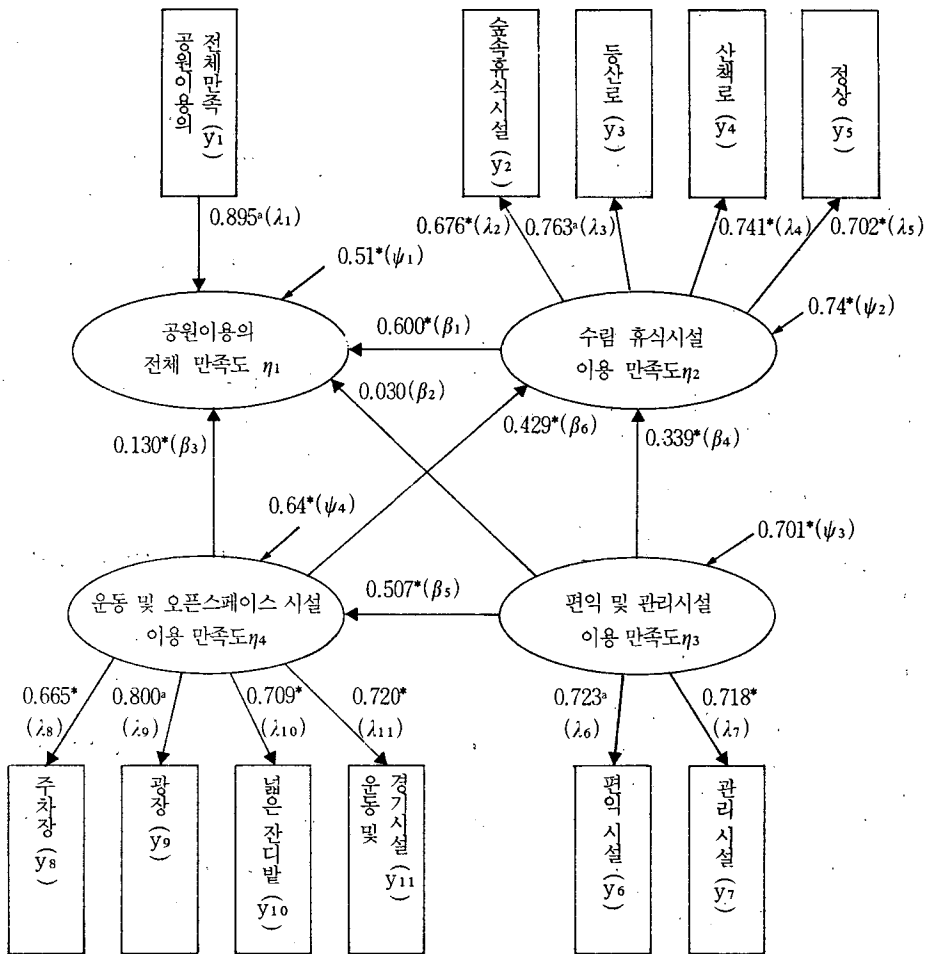 공원이용의
전체만족 (y₁)
숲속휴식시설 (y₂)
등산로 (y₃)
산책로 (y₄)
정상 (y₅)
0.895ᵃ(λ₁)
0.676*(λ₂)
0.763ᵃ(λ₃)
0.741*(λ₄)
0.702*(λ₅)
0.51*(ψ₁)
0.74*(ψ₂)
공원이용의
전체 만족도 η₁
0.600*(β₁)
수림 휴식시설
이용 만족도η₂
0.030(β₂)
0.130*(β₃)
0.429*(β₆)
0.339*(β₄)
0.64*(ψ₄)
0.701*(ψ₃)
운동 및 오픈스페이스 시설
이용 만족도η₄
0.507*(β₅)
편익 및 관리시설
이용 만족도η₃
0.665*
(λ₈)
0.800ᵃ
(λ₉)
0.709*
(λ₁₀)
0.720*
(λ₁₁)
0.723ᵃ
(λ₆)
0.718*
(λ₇)
주차장 (y₈)
광장 (y₉)
넓은 잔디밭 (y₁₀)
운동 및
경기시설 (y₁₁)
편익 시설 (y₆)
관리 시설 (y₇)